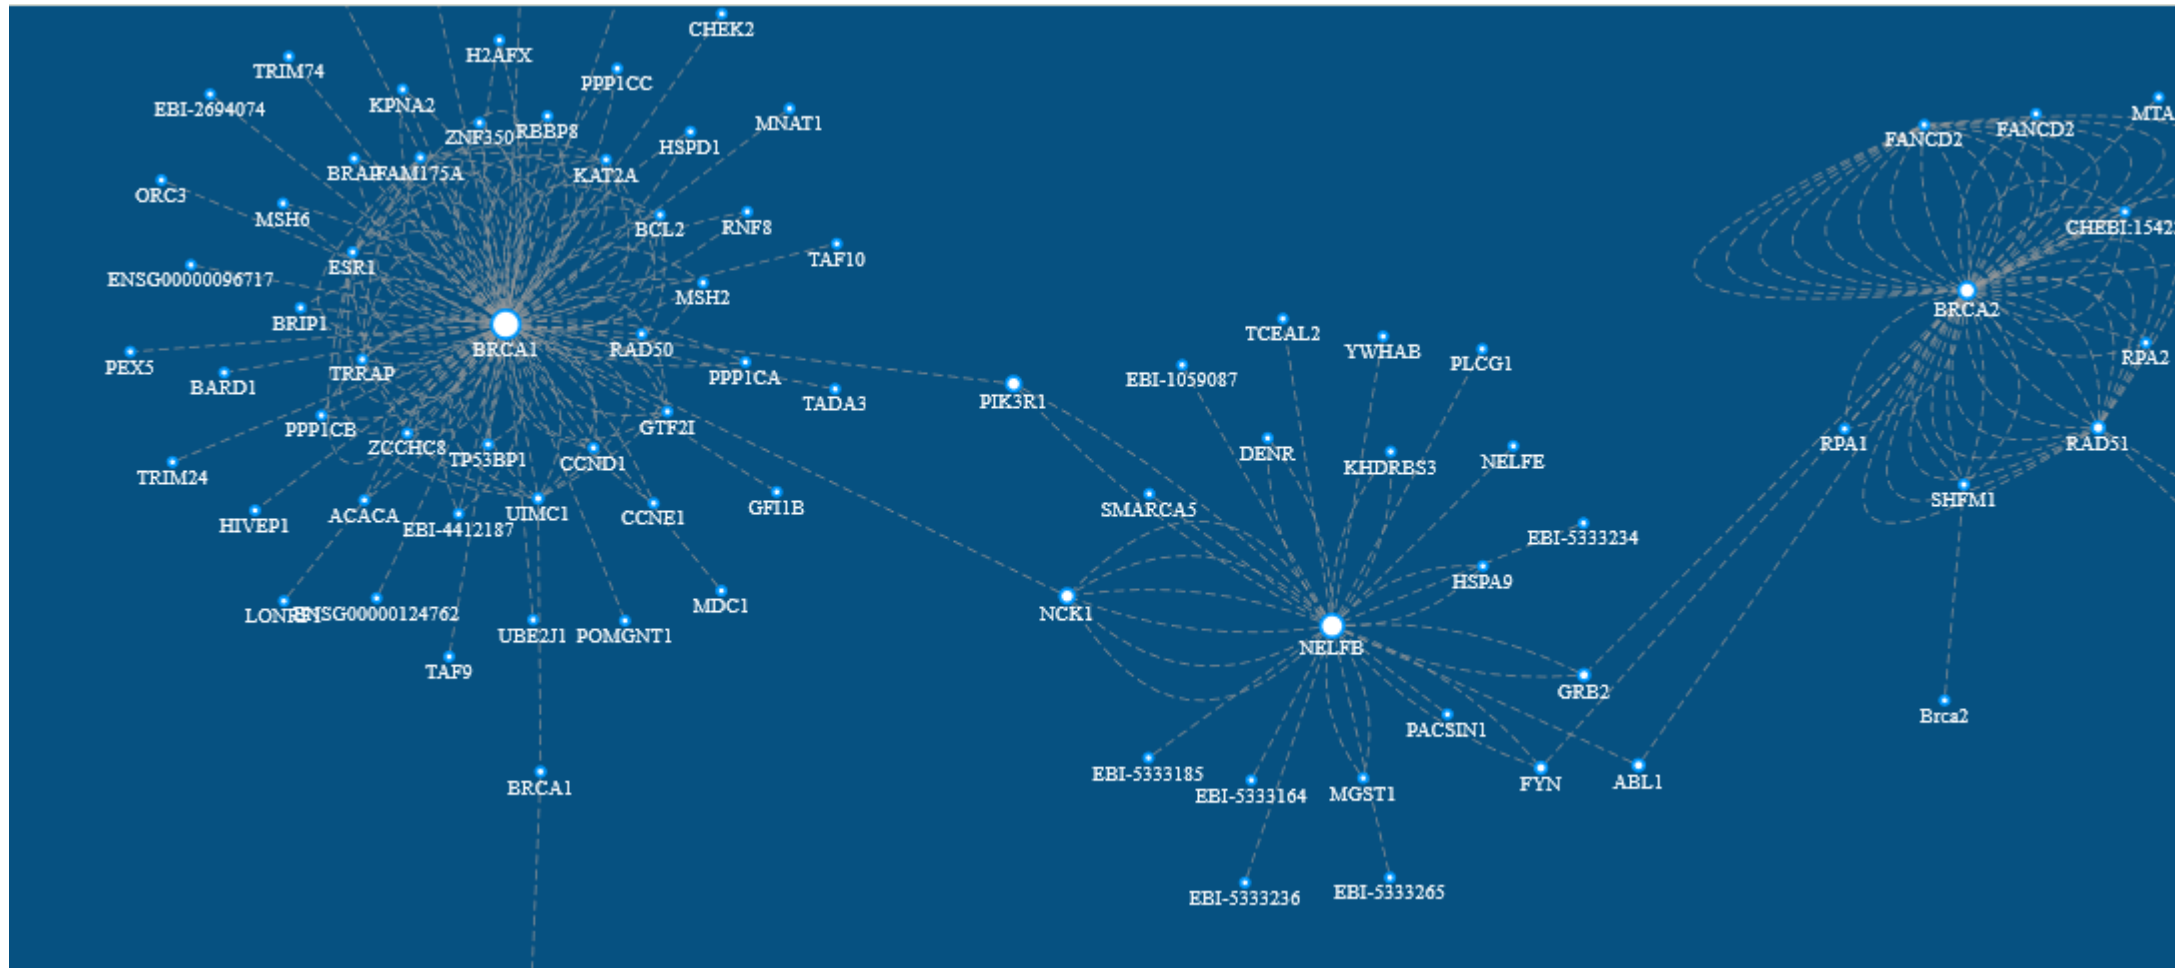 CHEK2
H2AFX
TRIM74
PPP1CC
EBI-2694074
KPNA2
MNAT1
ZNF350
RBBP8
HSPD1
BRAP
FAM175A
KAT2A
ORC3
MSH6
BCL2
RNF8
TAF10
ESR1
ENSG00000096717
MSH2
BRIP1
BRCA1
RAD50
PEX5
BARD1
TRRAP
PPP1CA
TADA3
PIK3R1
PPP1CB
GTF2I
ZCCHC8
TP53BP1
CCND1
TRIM24
GFI1B
HIVEP1
ACACA
EBI-4412187
UIMC1
CCNE1
MDC1
ENSG00000124762
UBE2J1
POMGNT1
TAF9
BRCA1
TCEAL2
YWHAB
PLCG1
EBI-1059087
DENR
KHDRBS3
NELFE
SMARCA5
EBI-5333234
HSPA9
NCK1
NELFB
GRB2
PACSIN1
EBI-5333185
EBI-5333164
MGST1
FYN
ABL1
EBI-5333236
EBI-5333265
MTA
FANCD2
FANCD2
CHEBI:1542
BRCA2
RPA2
RPA1
RAD51
SHFM1
Brca2